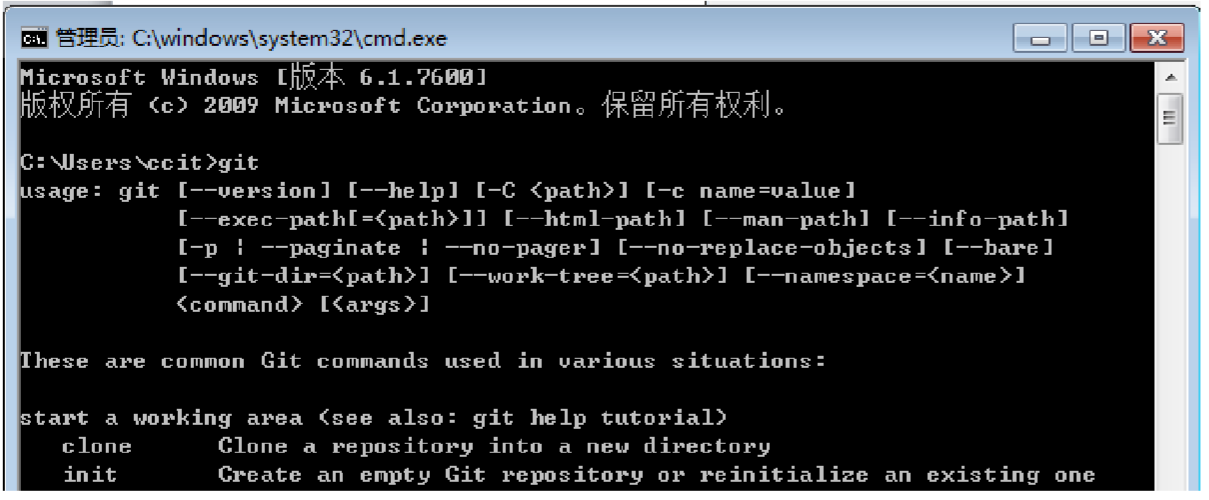 管理员: C:\windows\system32\cmd.exe
Microsoft Windows [版本 6.1.7600]
版权所有 (c) 2009 Microsoft Corporation。保留所有权利。
C:\Users\ccit>git
usage: git [--version] [--help] [-C <path>] [-c name=value]
[--exec-path[=<path>]] [--html-path] [--man-path] [--info-path]
[-p | --paginate | --no-pager] [--no-replace-objects] [--bare]
[--git-dir=<path>] [--work-tree=<path>] [--namespace=<name>]
<command> [<args>]
These are common Git commands used in various situations:
start a working area (see also: git help tutorial)
clone Clone a repository into a new directory
init Create an empty Git repository or reinitialize an existing one